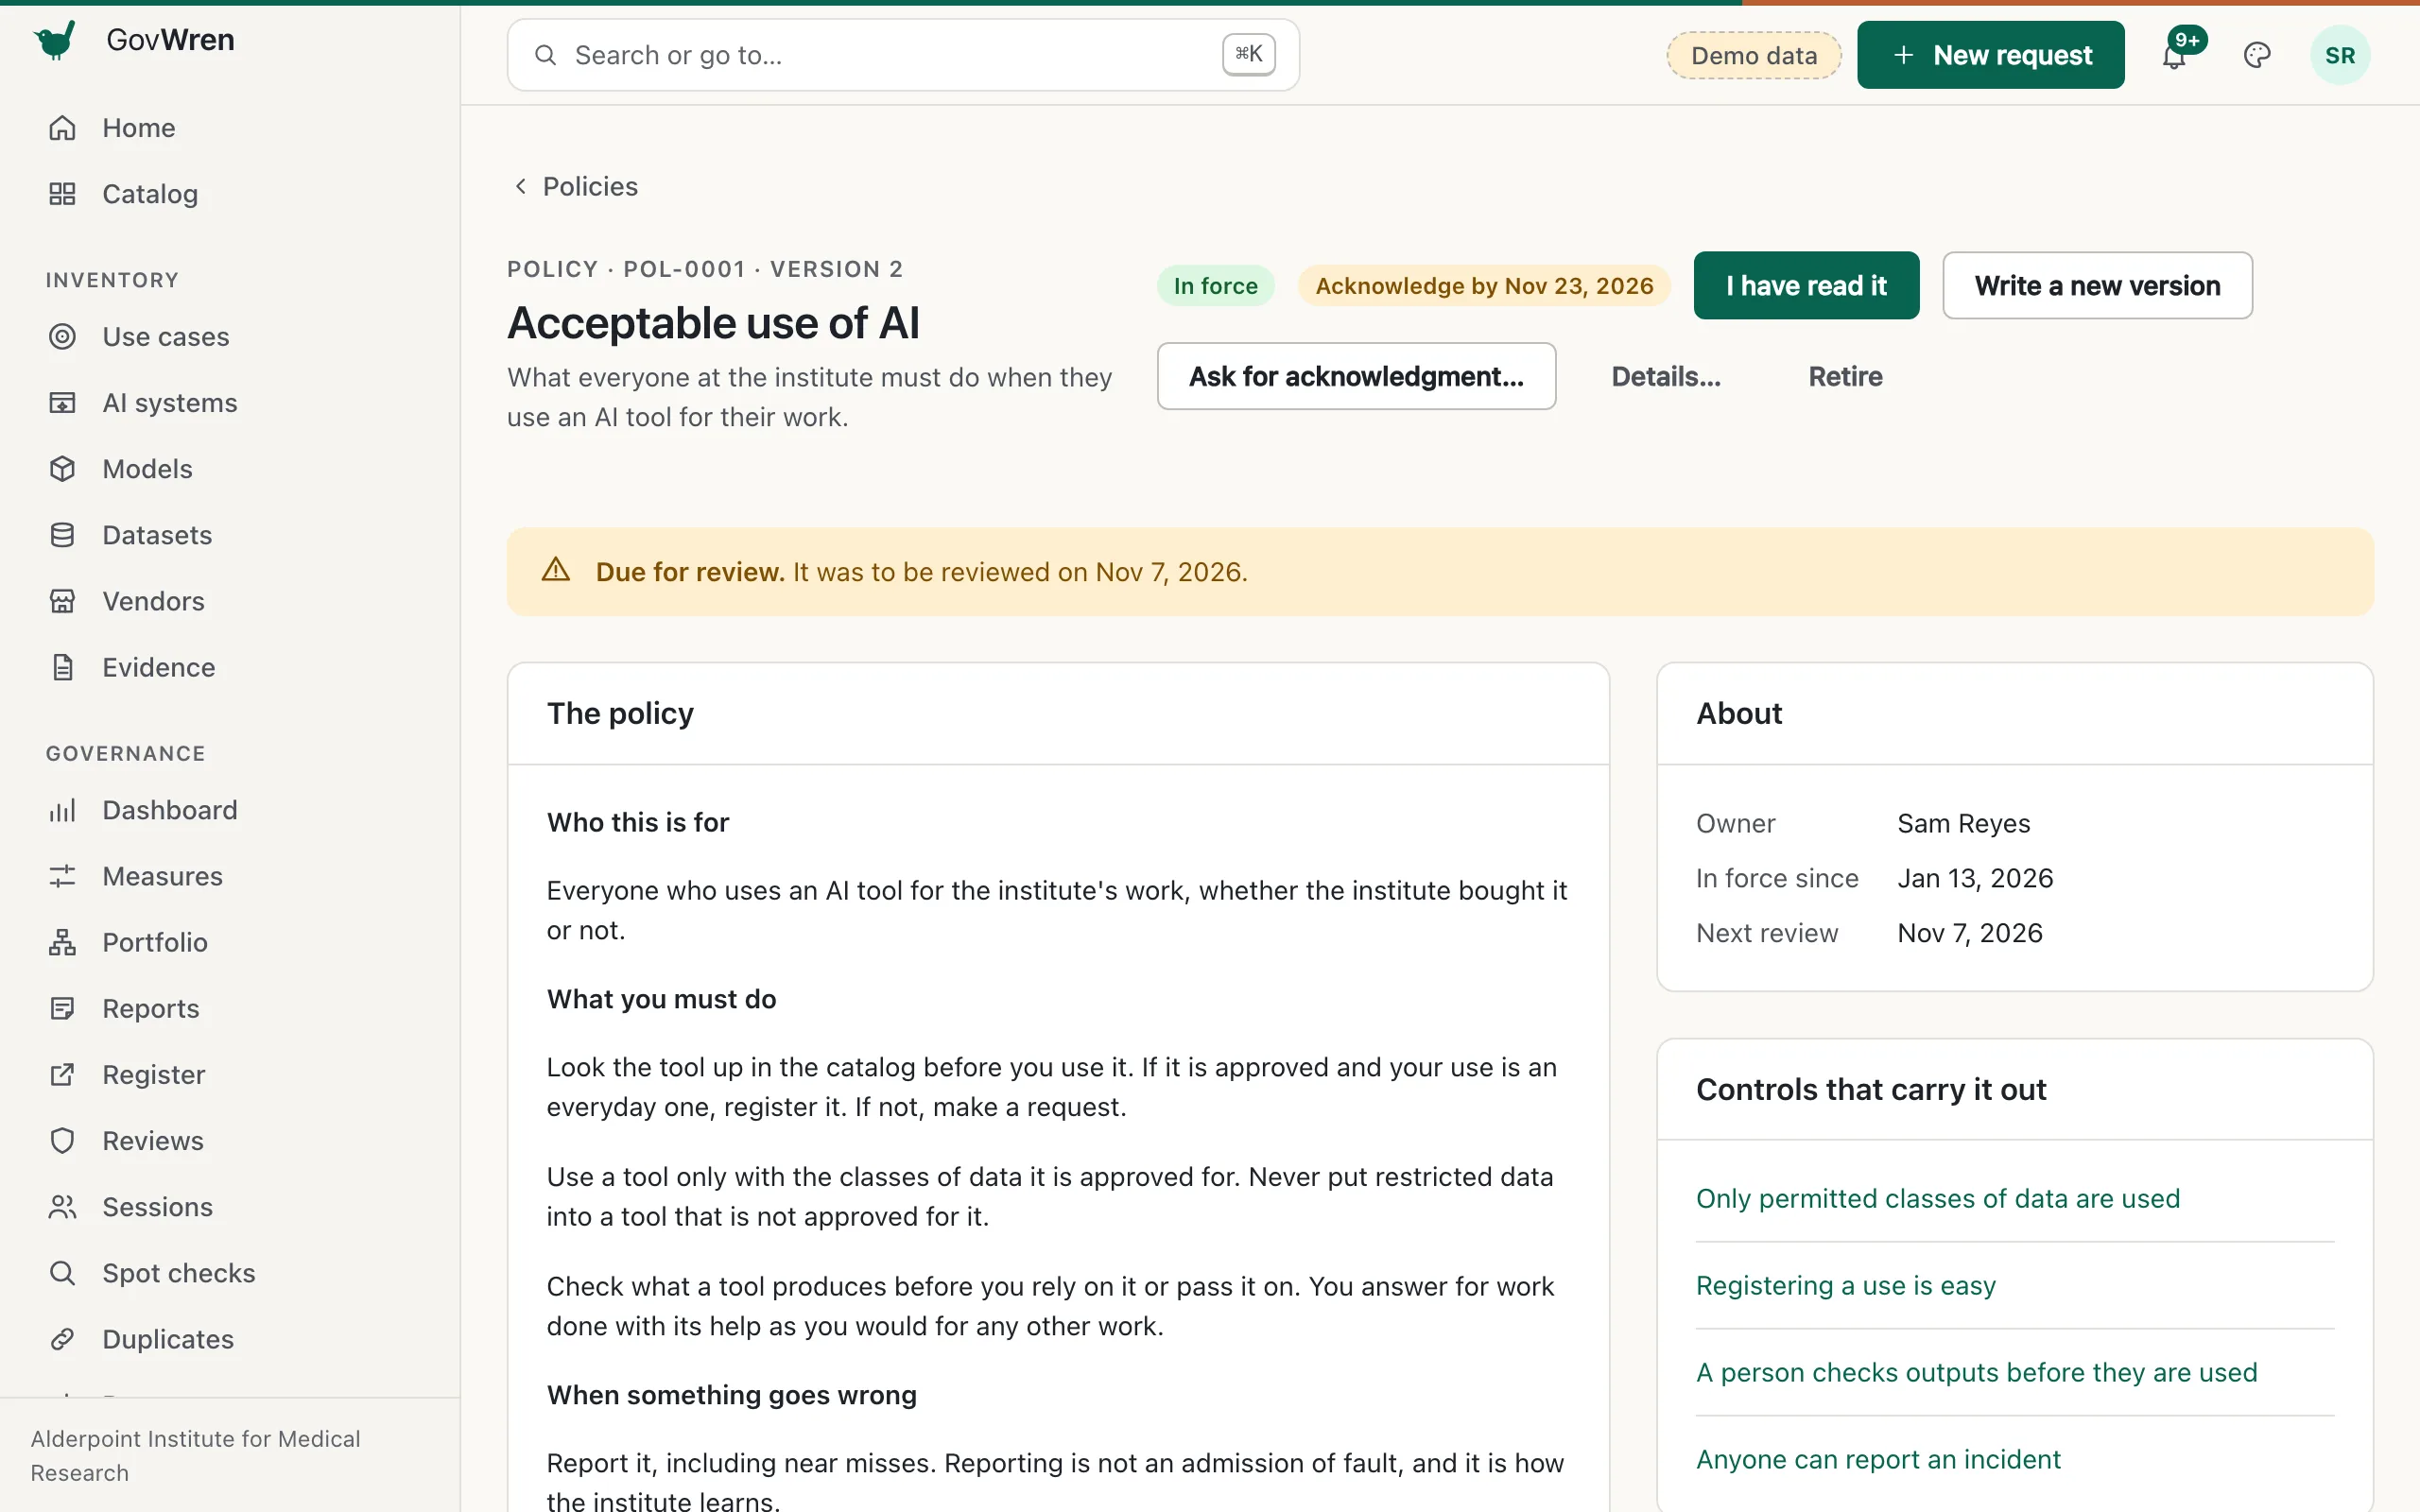 GovWren
Search or go to...
⌘K
Demo data
+ New request
9+
SR
Home
Catalog
INVENTORY
Use cases
AI systems
Models
Datasets
Vendors
Evidence
GOVERNANCE
Dashboard
Measures
Portfolio
Reports
Register
Reviews
Sessions
Spot checks
Duplicates
Alderpoint Institute for Medical
Research
Policies
POLICY · POL-0001 · VERSION 2
Acceptable use of AI
What everyone at the institute must do when they
use an AI tool for their work.
In force
Acknowledge by Nov 23, 2026
I have read it
Write a new version
Ask for acknowledgment...
Details...
Retire
Due for review. It was to be reviewed on Nov 7, 2026.
The policy
Who this is for
Everyone who uses an AI tool for the institute's work, whether the institute bought it
or not.
What you must do
Look the tool up in the catalog before you use it. If it is approved and your use is an
everyday one, register it. If not, make a request.
Use a tool only with the classes of data it is approved for. Never put restricted data
into a tool that is not approved for it.
Check what a tool produces before you rely on it or pass it on. You answer for work
done with its help as you would for any other work.
When something goes wrong
Report it, including near misses. Reporting is not an admission of fault, and it is how
the institute learns.
About
Owner Sam Reyes
In force since Jan 13, 2026
Next review Nov 7, 2026
Controls that carry it out
Only permitted classes of data are used
Registering a use is easy
A person checks outputs before they are used
Anyone can report an incident